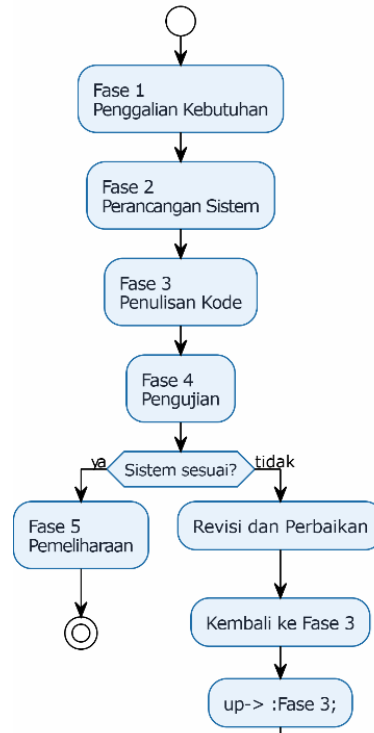 Fase 1
Penggalian Kebutuhan
Fase 2
Perancangan Sistem
Fase 3
Penulisan Kode
Fase 4
Pengujian
ya
Sistem sesuai?
tidak
Fase 5
Pemeliharaan
Revisi dan Perbaikan
Kembali ke Fase 3
up-> :Fase 3;